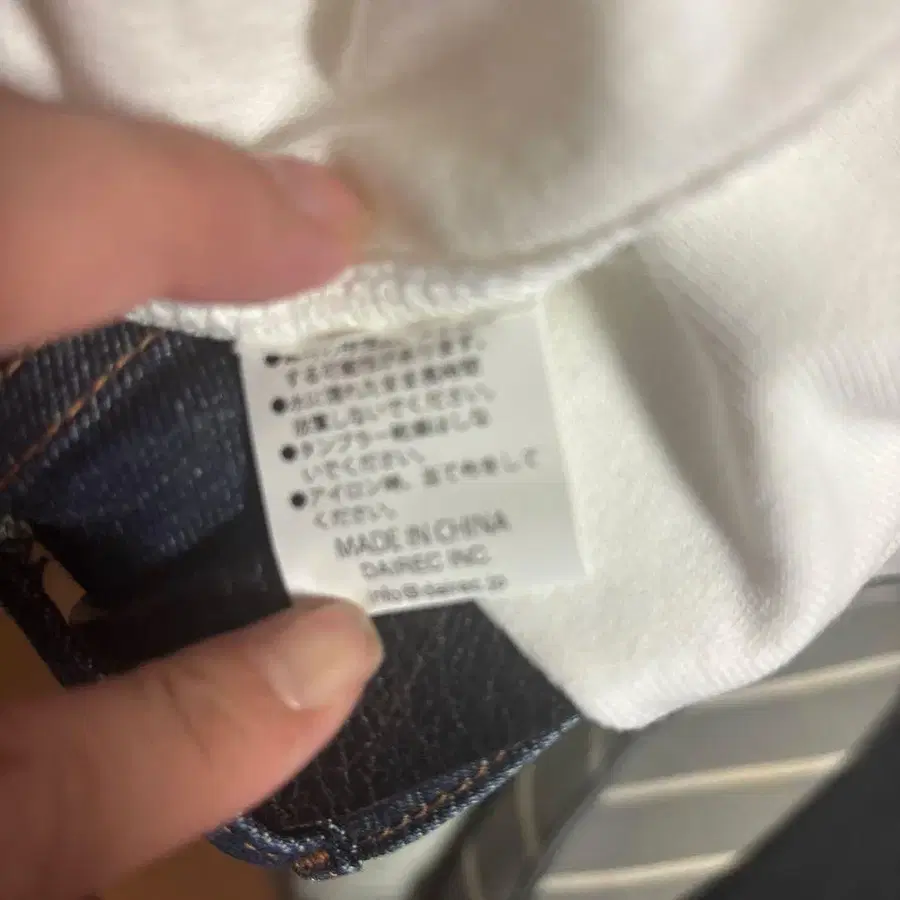 する可能性があります。
●水に濡れたまま長時間
放置しないでください。
●タンブラー乾燥はしな
いでください。
●アイロン時、当て布をして
ください。
MADE IN CHINA
DAIREC INC.
info@dairec.jp